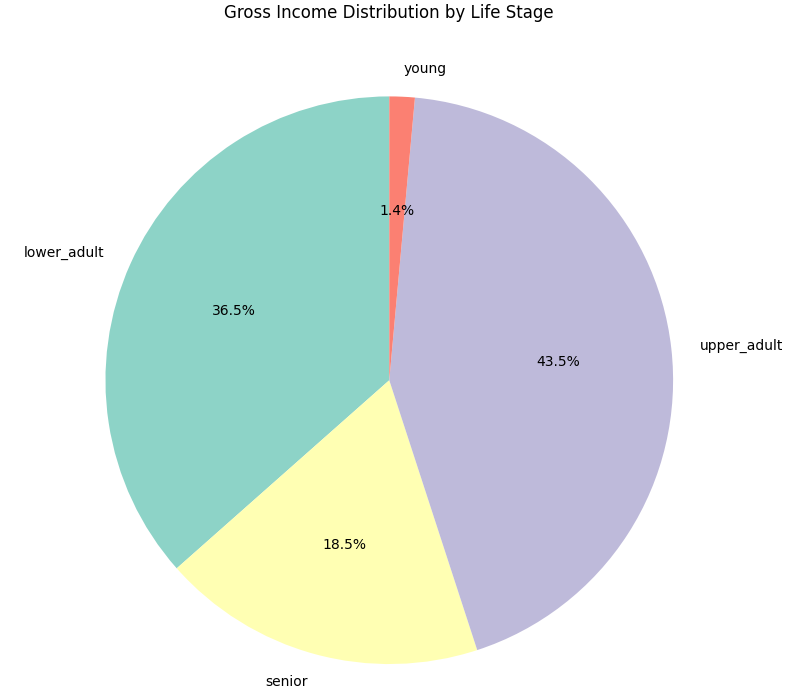 Gross Income Distribution by Life Stage
young
1.4%
lower_adult
36.5%
upper_adult
43.5%
18.5%
senior